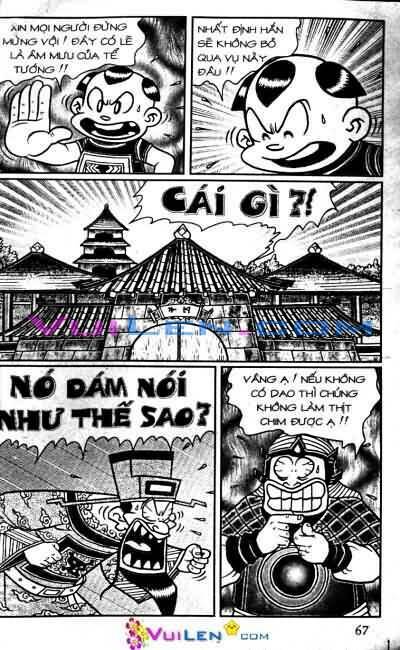 XIN MỌI NGƯỜI ĐỪNG
MỪNG VỘI ! ĐÂY CÓ LẼ
LÀ ÂM MƯU CỦA TỂ
TƯỚNG !!
NHẤT ĐỊNH HẮN
SẼ KHÔNG BỎ
QUA VỤ NÀY
ĐÂU !!
CÁI GÌ ?!
VuiLen.com
NÓ DÁM NÓI
NHƯ THẾ SAO?
VÂNG Ạ ! NẾU KHÔNG
CÓ DAO THÌ CHÚNG
KHÔNG LÀM THỊT
CHIM ĐƯỢC Ạ !!
67
VuiLen.com